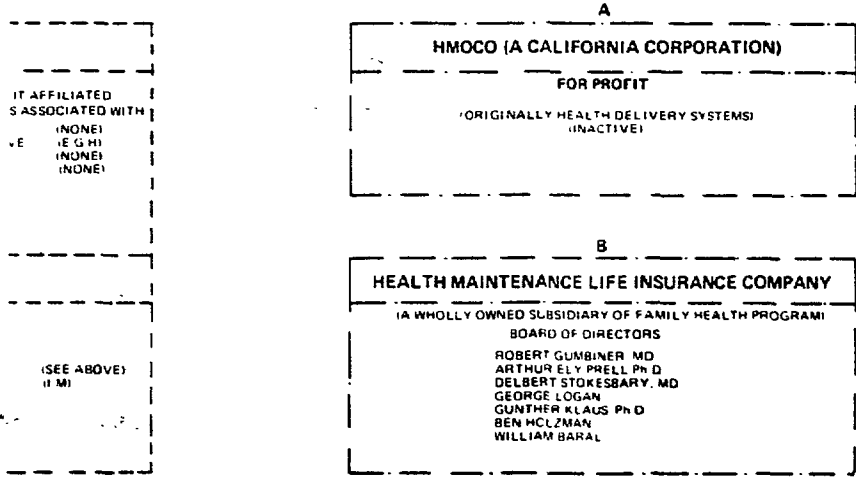 IT AFFILIATED
S ASSOCIATED WITH
(NONE)
VE (E G H)
(NONE)
(NONE)
(SEE ABOVE)
A
HMOCO (A CALIFORNIA CORPORATION)
FOR PROFIT
(ORIGINALLY HEALTH DELIVERY SYSTEMS)
(INACTIVE)
B
HEALTH MAINTENANCE LIFE INSURANCE COMPANY
(A WHOLLY OWNED SUBSIDIARY OF FAMILY HEALTH PROGRAM)
BOARD OF DIRECTORS
ROBERT GUMBINER MD
ARTHUR ELY PRELL Ph D
DELBERT STOKESBARY, MD
GEORGE LOGAN
GUNTHER KLAUS Ph D
BEN HOLZMAN
WILLIAM BARAL